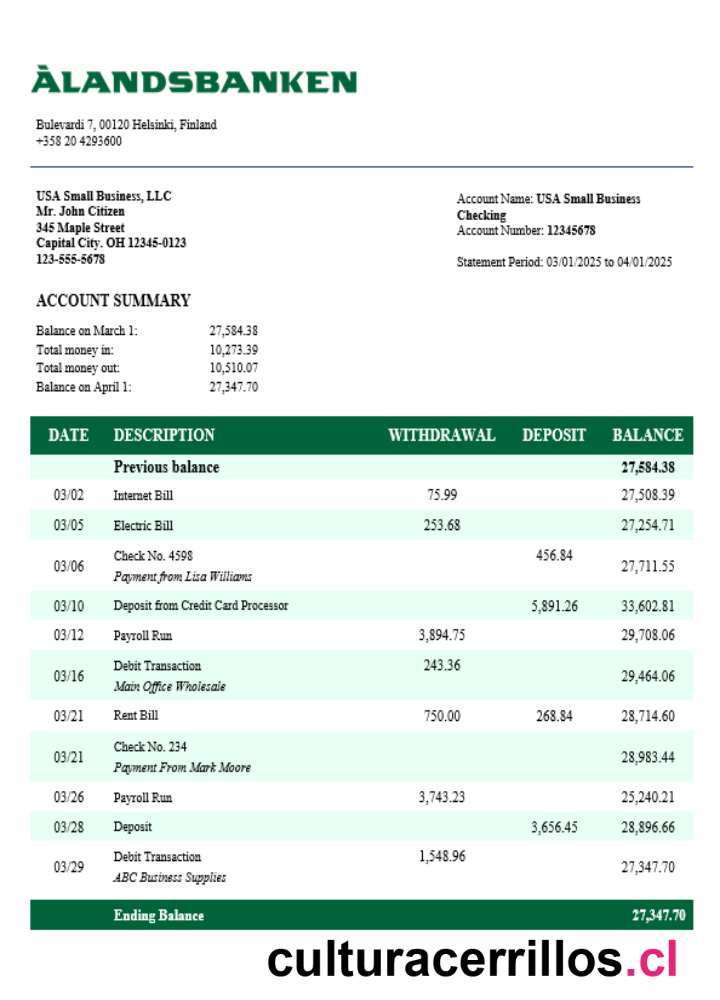 ÅLANDSBANKEN
Bulevardi 7, 00120 Helsinki, Finland
+358 20 4293600
USA Small Business, LLC
Mr. John Citizen
345 Maple Street
Capital City. OH 12345-0123
123-555-5678
Account Name: USA Small Business
Checking
Account Number: 12345678
Statement Period: 03/01/2025 to 04/01/2025
ACCOUNT SUMMARY
Balance on March 1: 27,584.38
Total money in: 10,273.39
Total money out: 10,510.07
Balance on April 1: 27,347.70
DATE DESCRIPTION WITHDRAWAL DEPOSIT BALANCE
Previous balance 27,584.38
03/02 Internet Bill 75.99 27,508.39
03/05 Electric Bill 253.68 27,254.71
03/06 Check No. 4598 456.84 27,711.55
Payment from Lisa Williams
03/10 Deposit from Credit Card Processor 5,891.26 33,602.81
03/12 Payroll Run 3,894.75 29,708.06
03/16 Debit Transaction 243.36 29,464.06
Main Office Wholesale
03/21 Rent Bill 750.00 268.84 28,714.60
03/21 Check No. 234 28,983.44
Payment From Mark Moore
03/26 Payroll Run 3,743.23 25,240.21
03/28 Deposit 3,656.45 28,896.66
03/29 Debit Transaction 1,548.96 27,347.70
ABC Business Supplies
Ending Balance 27,347.70
culturacerrillos.cl